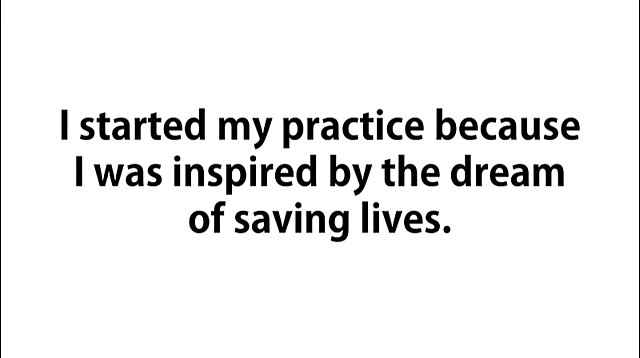 I started my practice because
I was inspired by the dream
of saving lives.